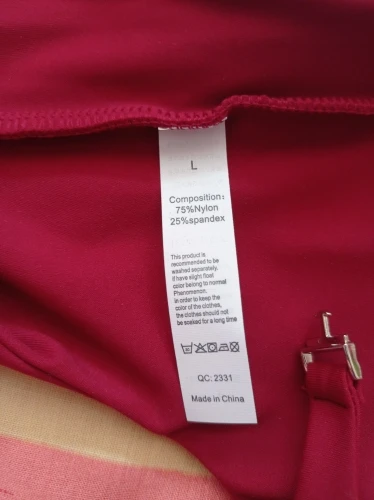 L
Composition:
75%Nylon
25%spandex
This product is
recommended to be
washed separately.
If have slight float
color belong to normal
Phenomenon.
in order to keep the
color of the clothes,
the clothes should not
be soaked for a long time
QC: 2331
Made in China